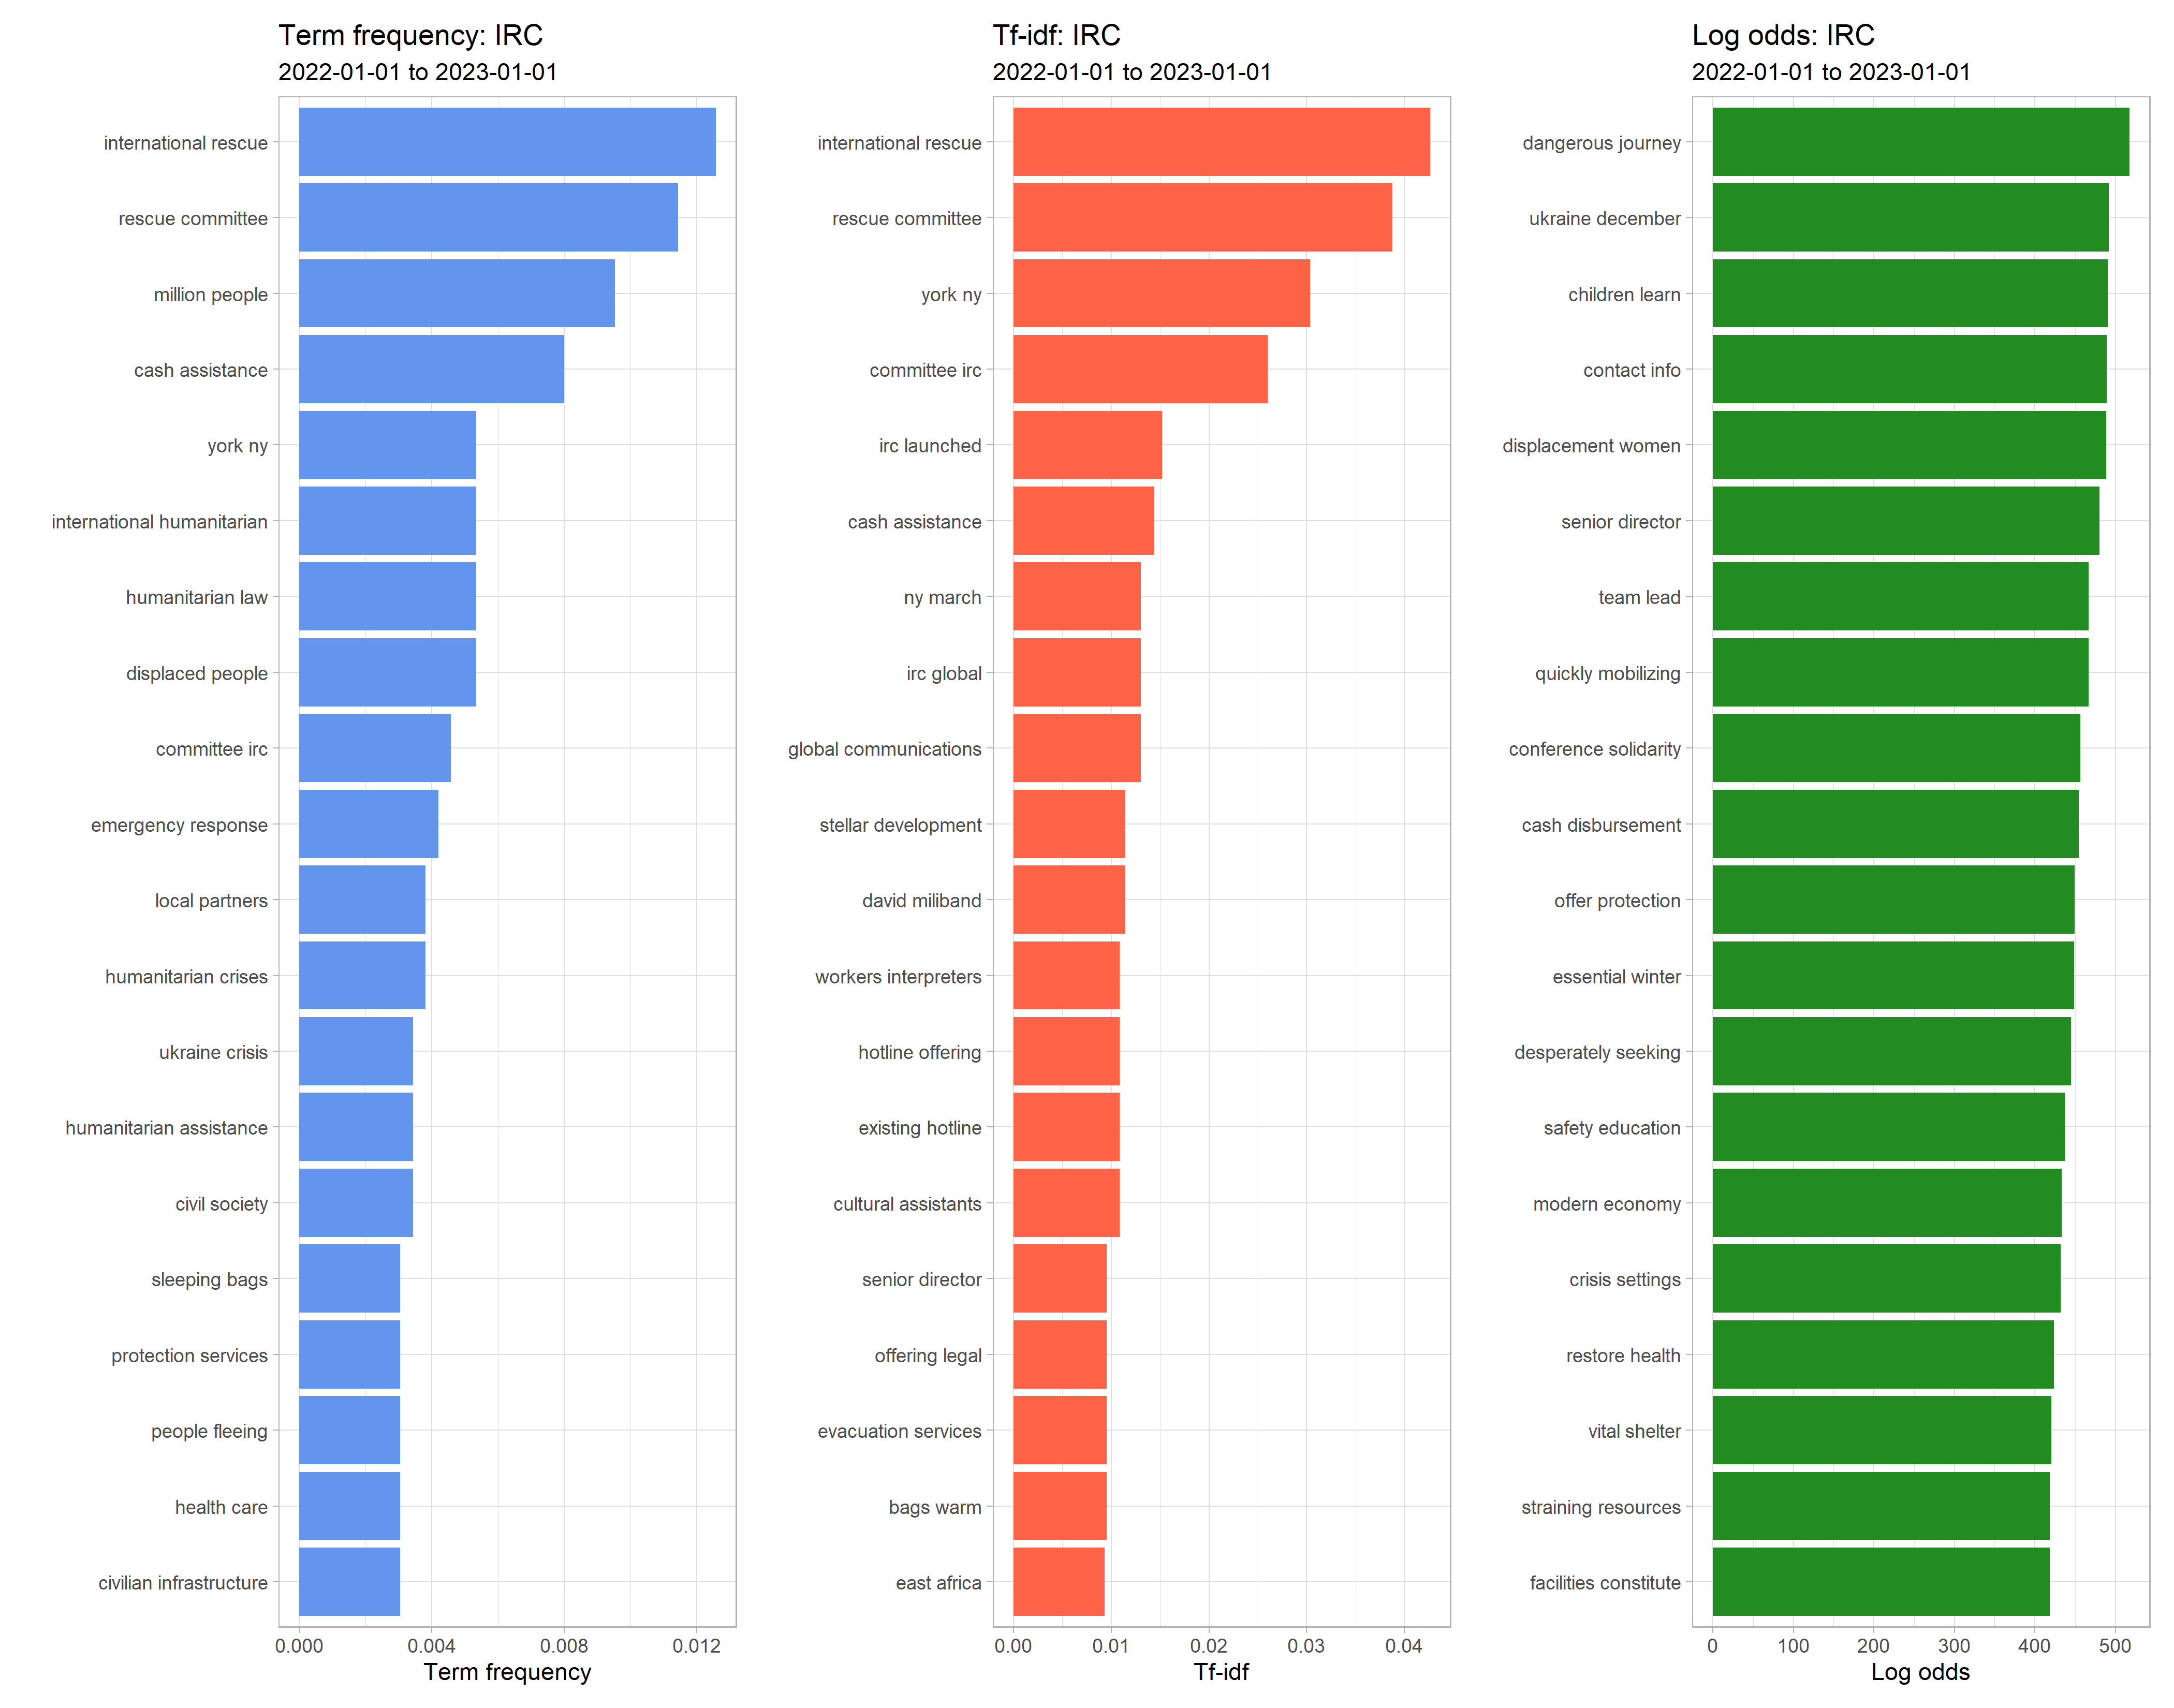 Term frequency: IRC
2022-01-01 to 2023-01-01
international rescue
rescue committee
million people
cash assistance
york ny
international humanitarian
humanitarian law
displaced people
committee irc
emergency response
local partners
humanitarian crises
ukraine crisis
humanitarian assistance
civil society
sleeping bags
protection services
people fleeing
health care
civilian infrastructure
0.000 0.004 0.008 0.012
Term frequency
Tf-idf: IRC
2022-01-01 to 2023-01-01
international rescue
rescue committee
york ny
committee irc
irc launched
cash assistance
ny march
irc global
global communications
stellar development
david miliband
workers interpreters
hotline offering
existing hotline
cultural assistants
senior director
offering legal
evacuation services
bags warm
east africa
0.00 0.01 0.02 0.03 0.04
Tf-idf
Log odds: IRC
2022-01-01 to 2023-01-01
dangerous journey
ukraine december
children learn
contact info
displacement women
senior director
team lead
quickly mobilizing
conference solidarity
cash disbursement
offer protection
essential winter
desperately seeking
safety education
modern economy
crisis settings
restore health
vital shelter
straining resources
facilities constitute
0 100 200 300 400 500
Log odds